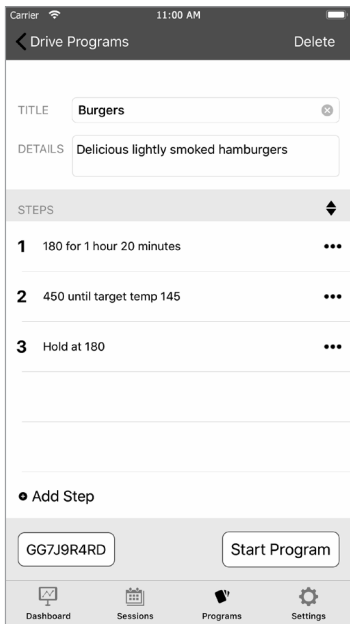 Carrier 11:00 AM
Drive Programs Delete
TITLE Burgers
DETAILS Delicious lightly smoked hamburgers
STEPS
1 180 for 1 hour 20 minutes
2 450 until target temp 145
3 Hold at 180
Add Step
GG7J9R4RD Start Program
Dashboard Sessions Programs Settings